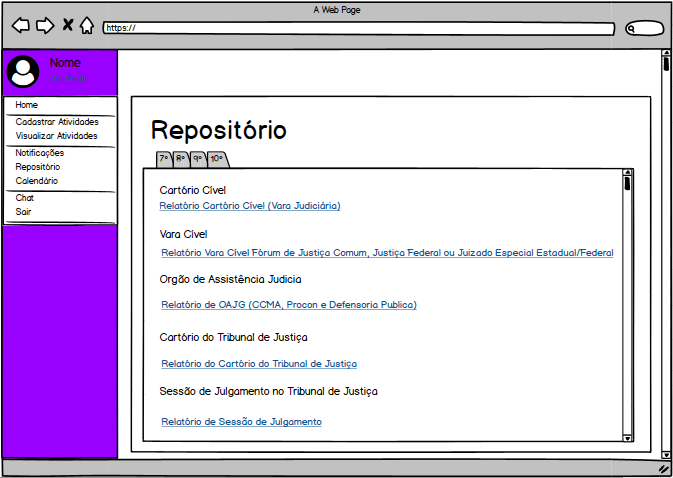 A Web Page
https://
Nome
Ver Perfil
Home
Cadastrar Atividades
Visualizar Atividades
Notificações
Repositório
Calendário
Chat
Sair
Repositório
7º 8º 9º 10º
Cartório Cível
Relatório Cartório Cível (Vara Judiciária)
Vara Cível
Relatório Vara Cível Fórum de Justiça Comum, Justiça Federal ou Juizado Especial Estadual/Federal
Orgão de Assistência Judicia
Relatório de OAJG (CCMA, Procon e Defensoria Publica)
Cartório do Tribunal de Justiça
Relatório do Cartório do Tribunal de Justiça
Sessão de Julgamento no Tribunal de Justiça
Relatório de Sessão de Julgamento